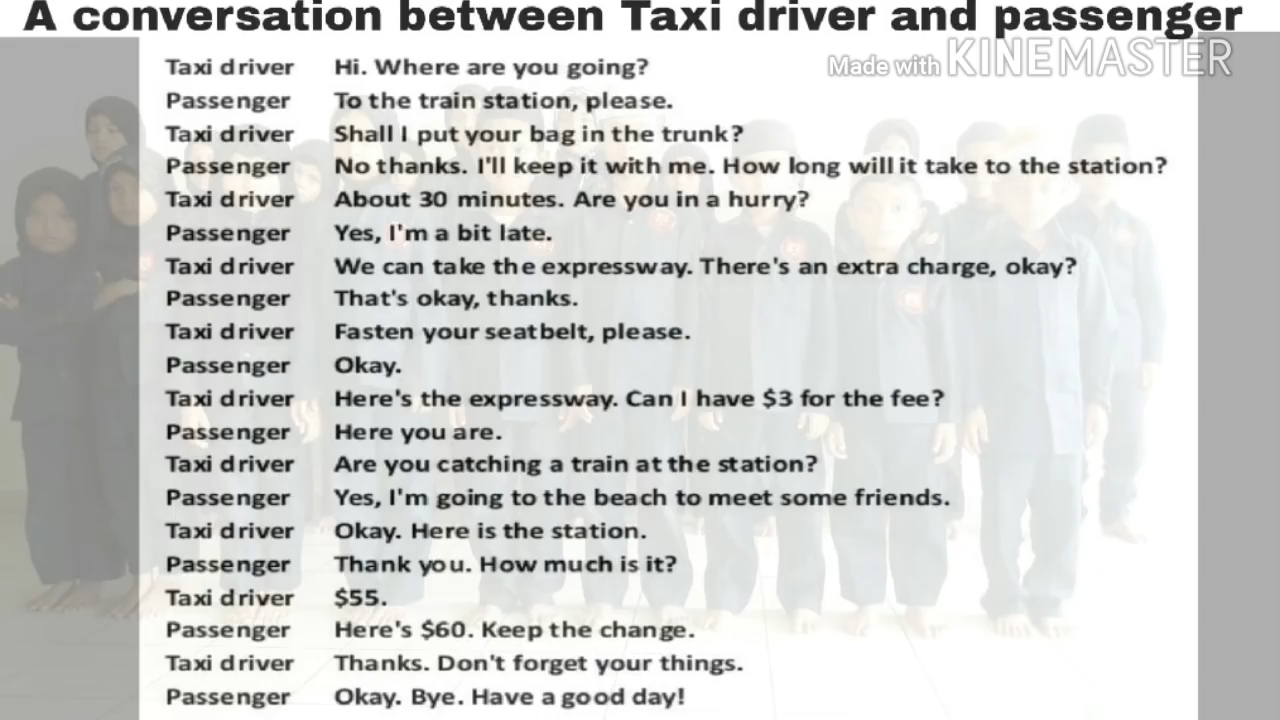 A conversation between Taxi driver and passenger
Made with KINEMASTER
Taxi driver Hi. Where are you going?
Passenger To the train station, please.
Taxi driver Shall I put your bag in the trunk?
Passenger No thanks. I'll keep it with me. How long will it take to the station?
Taxi driver About 30 minutes. Are you in a hurry?
Passenger Yes, I'm a bit late.
Taxi driver We can take the expressway. There's an extra charge, okay?
Passenger That's okay, thanks.
Taxi driver Fasten your seatbelt, please.
Passenger Okay.
Taxi driver Here's the expressway. Can I have $3 for the fee?
Passenger Here you are.
Taxi driver Are you catching a train at the station?
Passenger Yes, I'm going to the beach to meet some friends.
Taxi driver Okay. Here is the station.
Passenger Thank you. How much is it?
Taxi driver $55.
Passenger Here's $60. Keep the change.
Taxi driver Thanks. Don't forget your things.
Passenger Okay. Bye. Have a good day!